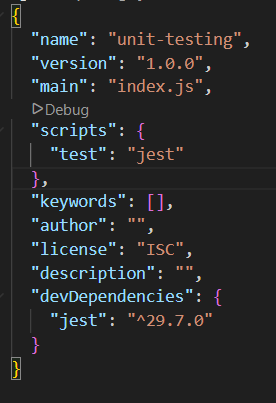 {
"name": "unit-testing",
"version": "1.0.0",
"main": "index.js",
Debug
"scripts": {
"test": "jest"
},
"keywords": [],
"author": "",
"license": "ISC",
"description": "",
"devDependencies": {
"jest": "^29.7.0"
}
}